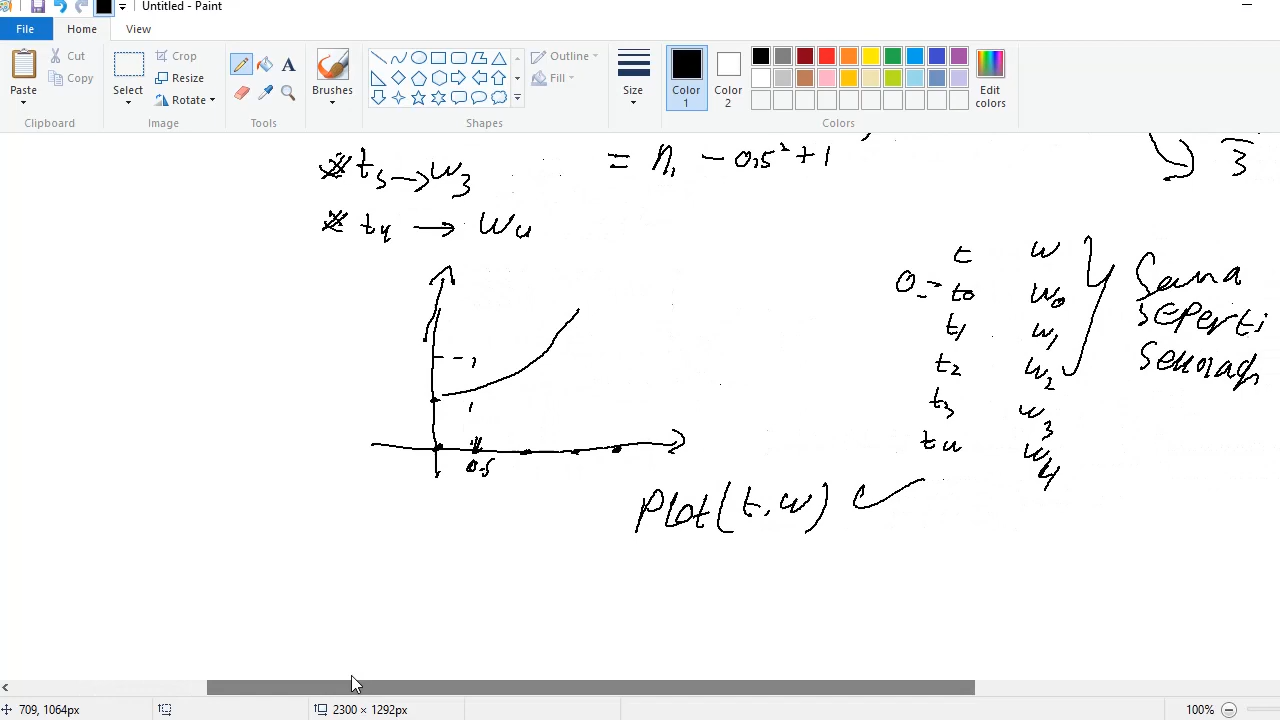 Untitled - Paint
File Home View
Paste Cut Copy Clipboard
Select Crop Resize Rotate Image
Tools
Brushes
Shapes Outline Fill
Size
Color 1
Color 2
Colors
Edit colors
t3 → w3
= n, - 0.5² + 1
3
t4 → w4
t w
0 → t0 w0
t1 w1
t2 w2
t3 w3
t4 w4
Sama
seperti
1
1
0.5
Plot(t,w)
709, 1064px
2300 × 1292px
100%